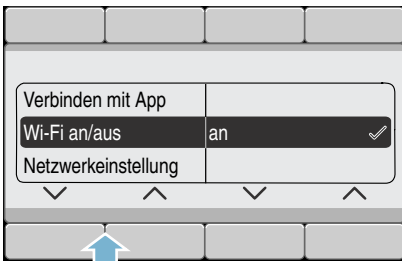 Verbinden mit App
Wi-Fi an/aus an
Netzwerkeinstellung